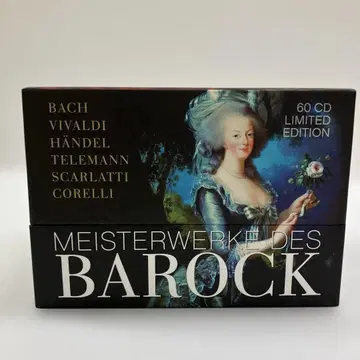 BACH
VIVALDI
HÄNDEL
TELEMANN
SCARLATTI
CORELLI
60 CD
LIMITED
EDITION
MEISTERWERKE DES
BAROCK